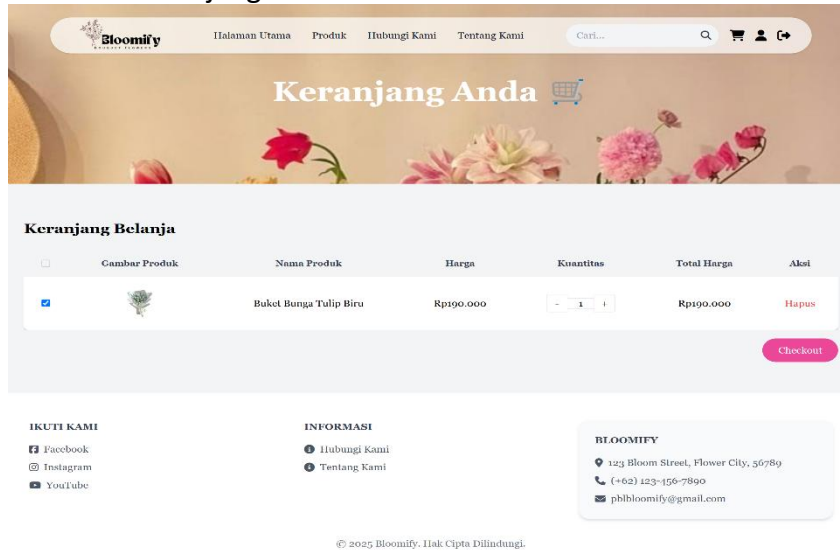 Bloomify
Halaman Utama Produk Hubungi Kami Tentang Kami Cari...
Keranjang Anda
Keranjang Belanja
Gambar Produk Nama Produk Harga Kuantitas Total Harga Aksi
Buket Bunga Tulip Biru Rp190.000 - 1 + Rp190.000 Hapus
Checkout
IKUTI KAMI
Facebook
Instagram
YouTube
INFORMASI
Hubungi Kami
Tentang Kami
BLOOMIFY
123 Bloom Street, Flower City, 56789
(+62) 123-456-7890
pblbloomify@gmail.com
© 2025 Bloomify. Hak Cipta Dilindungi.